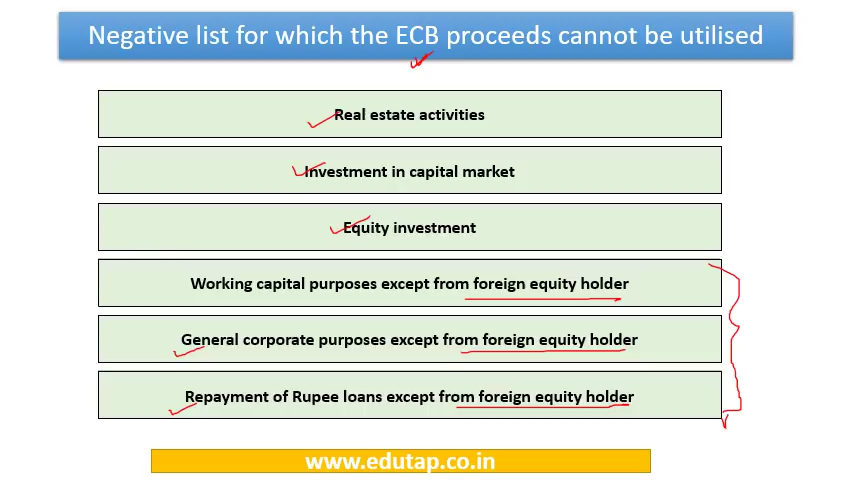 Negative list for which the ECB proceeds cannot be utilised
Real estate activities
Investment in capital market
Equity investment
Working capital purposes except from foreign equity holder
General corporate purposes except from foreign equity holder
Repayment of Rupee loans except from foreign equity holder
www.edutap.co.in